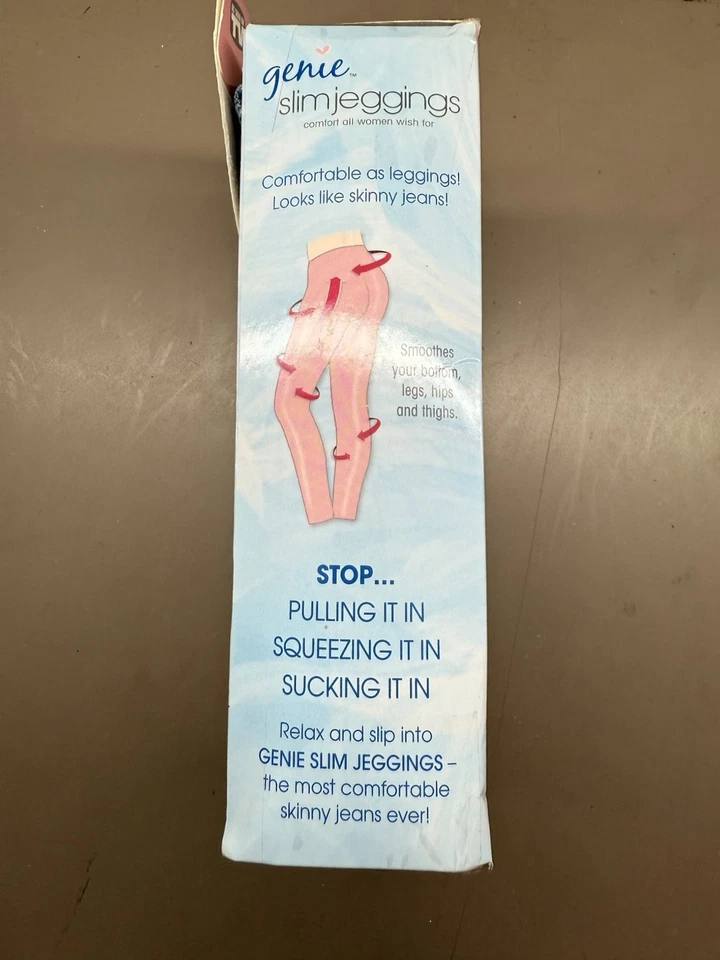 genie™
slimjeggings
comfort all women wish for
Comfortable as leggings!
Looks like skinny jeans!
Smoothes
your bottom,
legs, hips
and thighs.
STOP...
PULLING IT IN
SQUEEZING IT IN
SUCKING IT IN
Relax and slip into
GENIE SLIM JEGGINGS –
the most comfortable
skinny jeans ever!